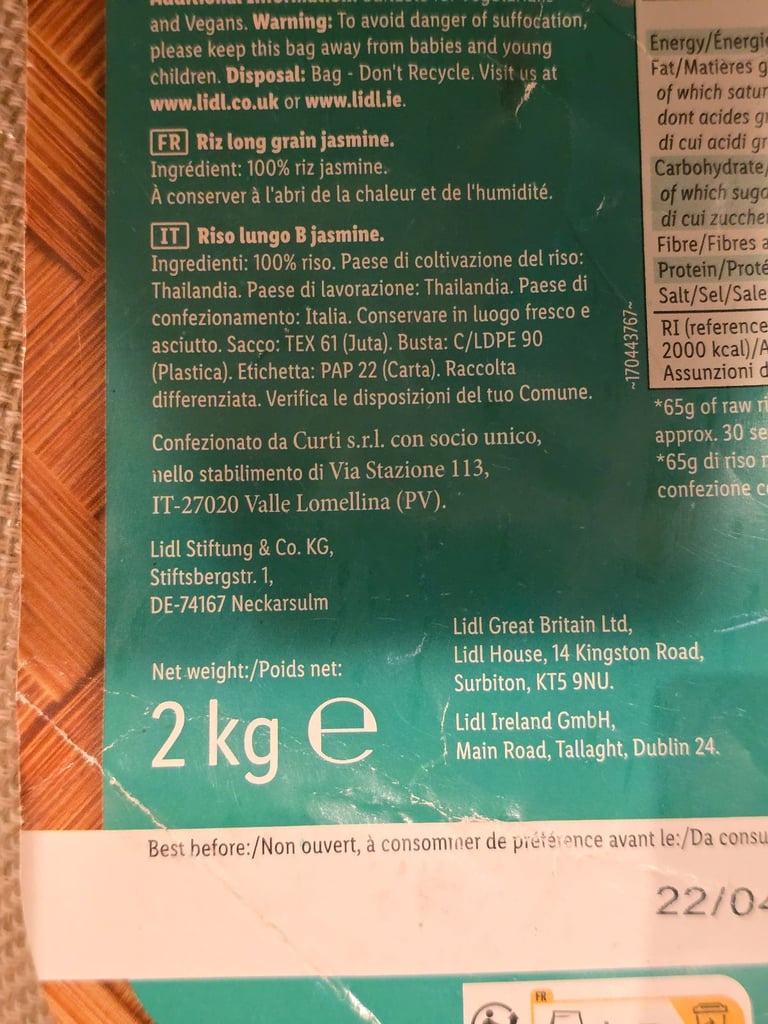 and Vegans. Warning: To avoid danger of suffocation,
please keep this bag away from babies and young
children. Disposal: Bag - Don't Recycle. Visit us at
www.lidl.co.uk or www.lidl.ie.
FR Riz long grain jasmine.
Ingrédient: 100% riz jasmine.
À conserver à l'abri de la chaleur et de l'humidité.
IT Riso lungo B jasmine.
Ingredienti: 100% riso. Paese di coltivazione del riso:
Thailandia. Paese di lavorazione: Thailandia. Paese di
confezionamento: Italia. Conservare in luogo fresco e
asciutto. Sacco: TEX 61 (Juta). Busta: C/LDPE 90
(Plastica). Etichetta: PAP 22 (Carta). Raccolta
differenziata. Verifica le disposizioni del tuo Comune.
Confezionato da Curti s.r.l. con socio unico,
nello stabilimento di Via Stazione 113,
IT-27020 Valle Lomellina (PV).
Lidl Stiftung & Co. KG,
Stiftsbergstr. 1,
DE-74167 Neckarsulm
Net weight:/Poids net:
2 kg e
Lidl Great Britain Ltd,
Lidl House, 14 Kingston Road,
Surbiton, KT5 9NU.
Lidl Ireland GmbH,
Main Road, Tallaght, Dublin 24.
~170443767~
Energy/Énergie
Fat/Matières g
of which satur
dont acides gr
di cui acidi gr
Carbohydrate/
of which suga
di cui zuccher
Fibre/Fibres a
Protein/Proté
Salt/Sel/Sale
RI (reference
2000 kcal)/A
Assunzioni d
*65g of raw ri
approx. 30 se
*65g di riso
confezione co
Best before:/Non ouvert, à consommer de préférence avant le:/Da consu
22/04
FR